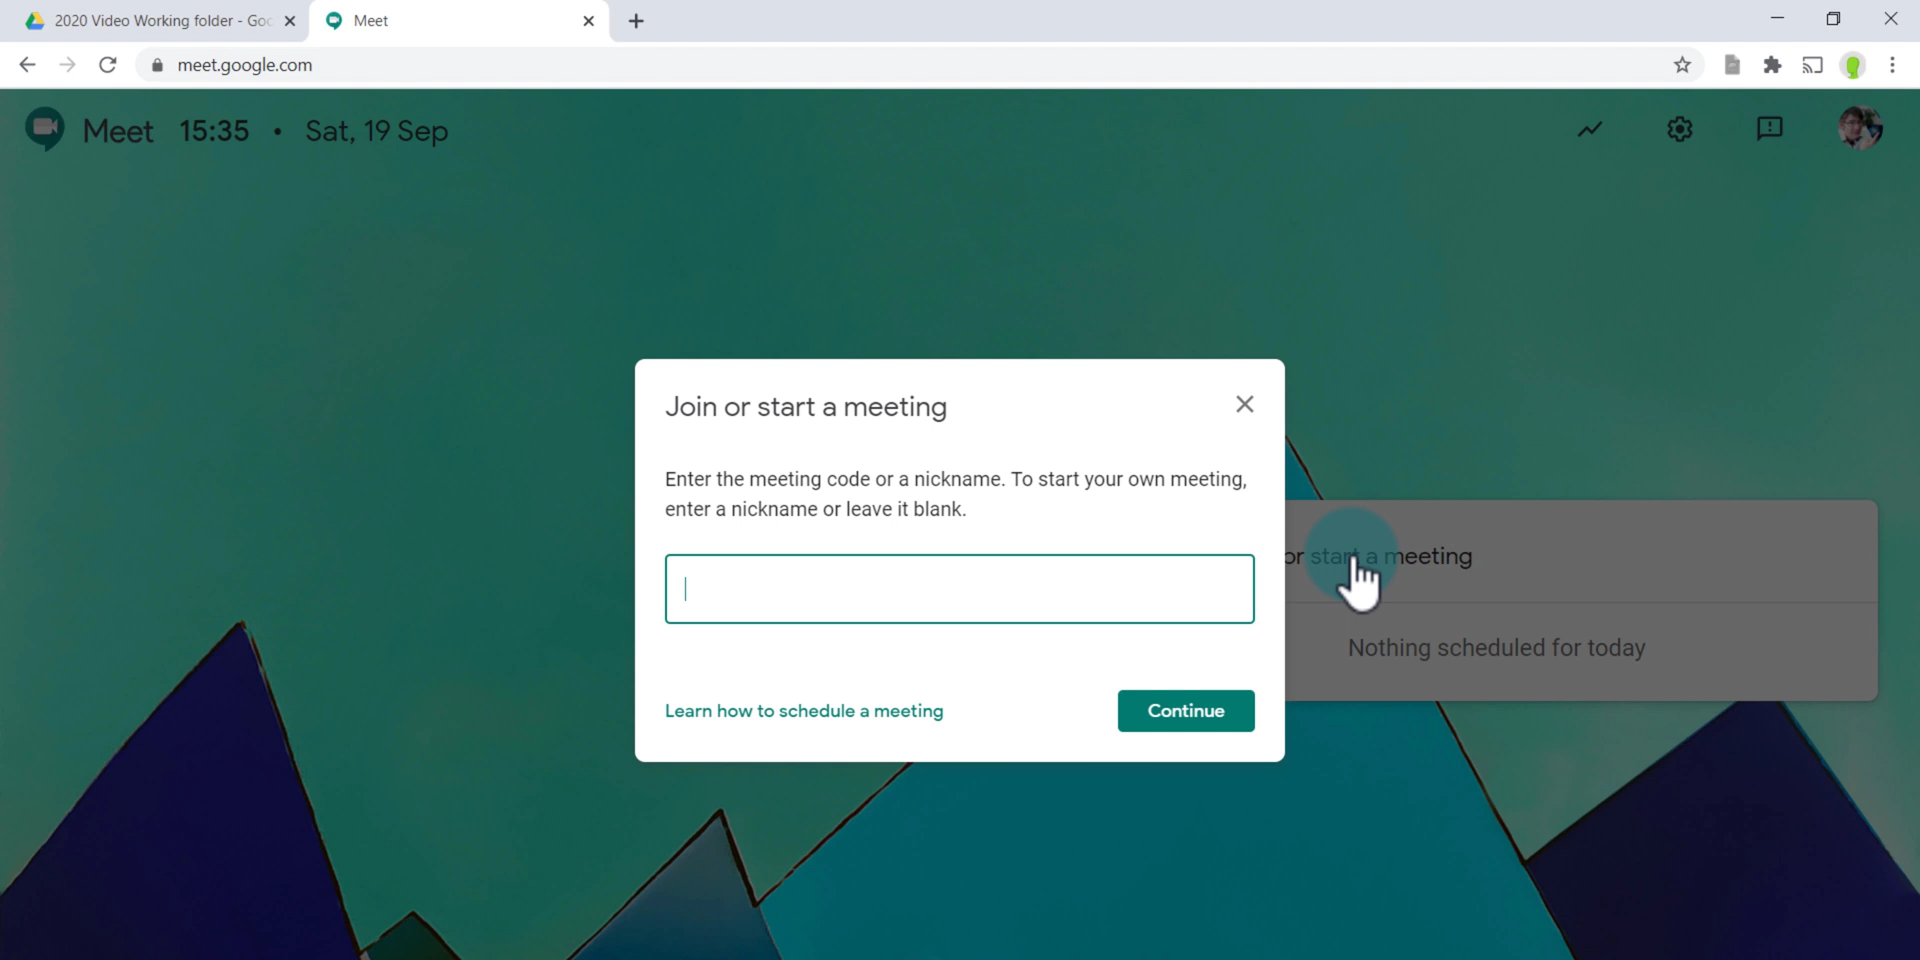 2020 Video Working folder - Goo
Meet
meet.google.com
Meet 15:35 • Sat, 19 Sep
Join or start a meeting
Enter the meeting code or a nickname. To start your own meeting,
enter a nickname or leave it blank.
or start a meeting
Nothing scheduled for today
Learn how to schedule a meeting
Continue